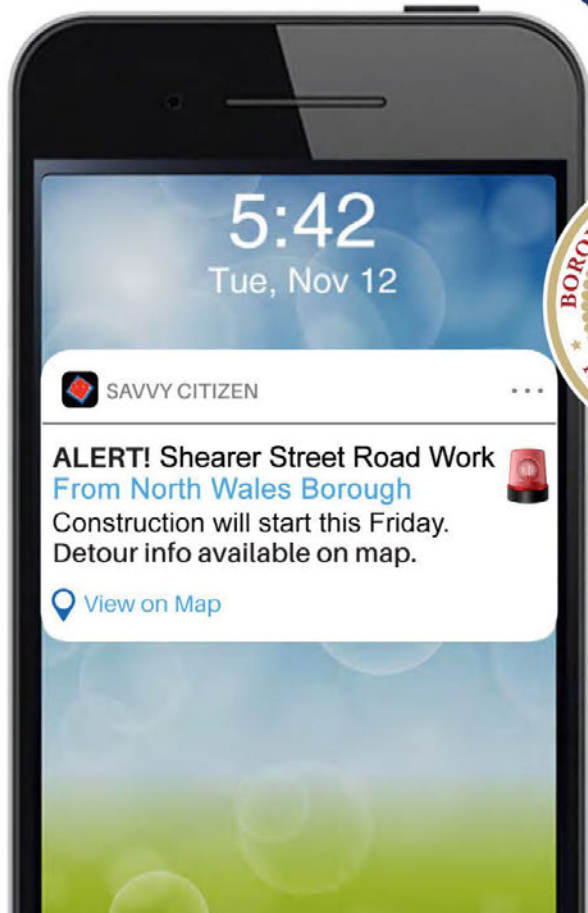 5:42
Tue, Nov 12
SAVVY CITIZEN
ALERT! Shearer Street Road Work
From North Wales Borough
Construction will start this Friday.
Detour info available on map.
View on Map